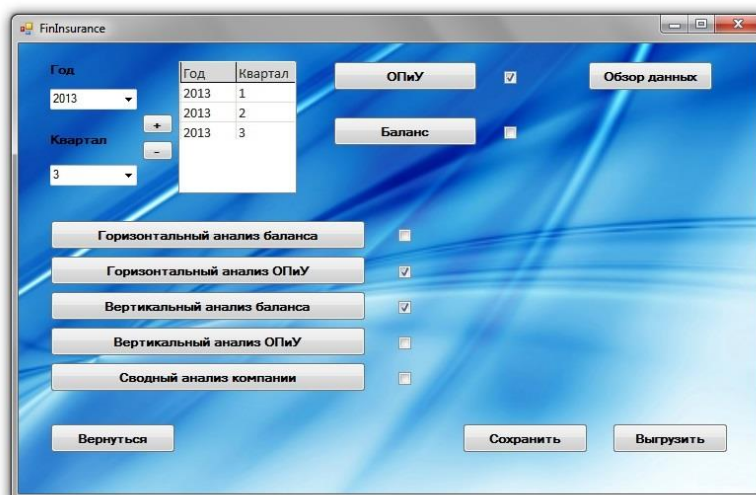 FinInsurance
Год
2013
+
-
Квартал
3
Год Квартал
2013 1
2013 2
2013 3
ОПиУ
Обзор данных
Баланс
Горизонтальный анализ баланса
Горизонтальный анализ ОПиУ
Вертикальный анализ баланса
Вертикальный анализ ОПиУ
Сводный анализ компании
Вернуться
Сохранить
Выгрузить